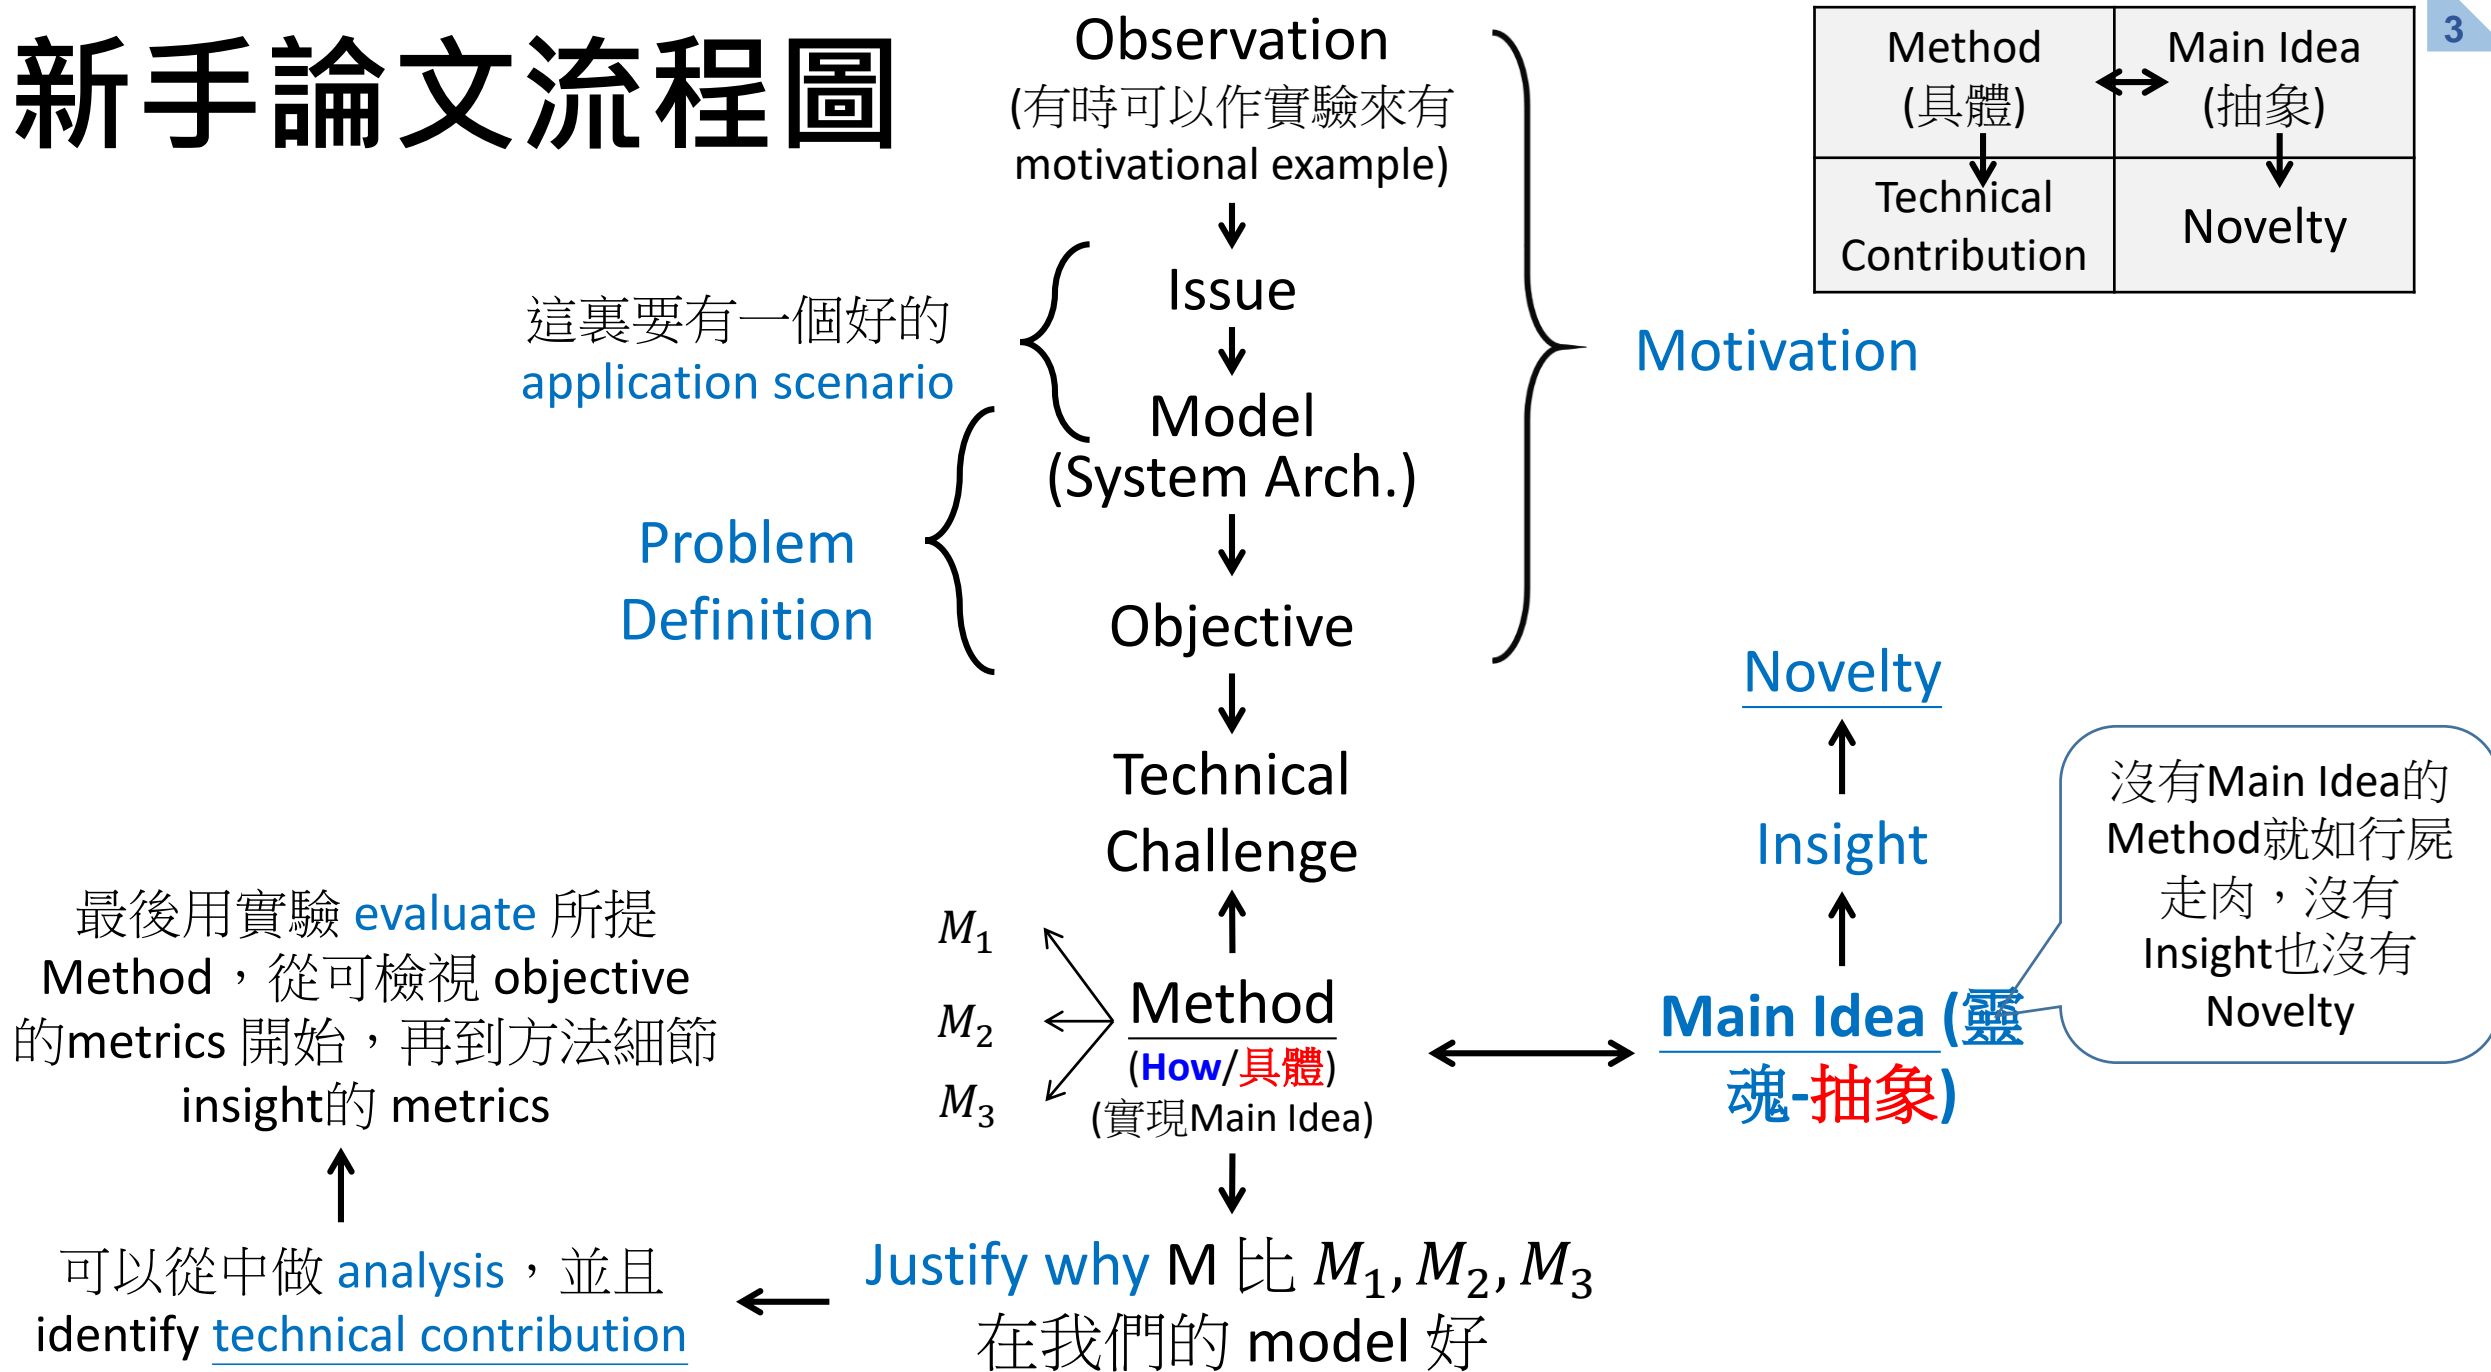 新手論文流程圖
Observation
(有時可以作實驗來有
motivational example)
Method
(具體)
Main Idea
(抽象)
Technical
Contribution
Novelty
3
Issue
這裏要有一個好的
application scenario
Model
(System Arch.)
Motivation
Problem
Definition
Objective
Technical
Challenge
Novelty
Insight
沒有Main Idea的
Method就如行屍
走肉，沒有
Insight也沒有
Novelty
最後用實驗 evaluate 所提
Method，從可檢視 objective
的metrics 開始，再到方法細節
insight的 metrics
M₁
M₂
M₃
Method
(How/具體)
(實現Main Idea)
Main Idea (靈
魂-抽象)
可以從中做 analysis，並且
identify technical contribution
Justify why M 比 M₁, M₂, M₃
在我們的 model 好